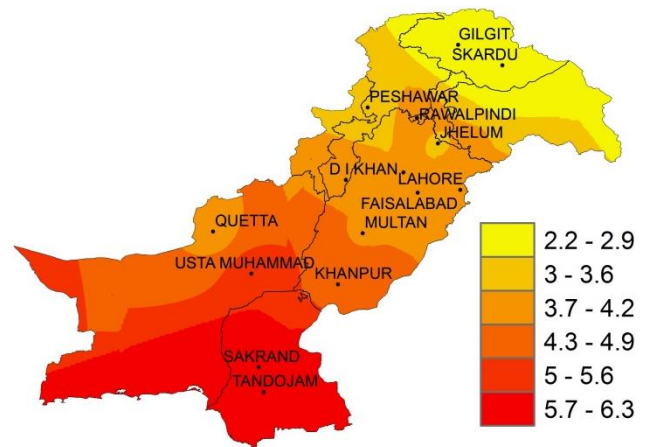 GILGIT
SKARDU
PESHAWAR
RAWALPINDI
JHELUM
D I KHAN
LAHORE
FAISALABAD
MULTAN
QUETTA
USTA MUHAMMAD
KHANPUR
SAKRAND
TANDOJAM
2.2 - 2.9
3 - 3.6
3.7 - 4.2
4.3 - 4.9
5 - 5.6
5.7 - 6.3